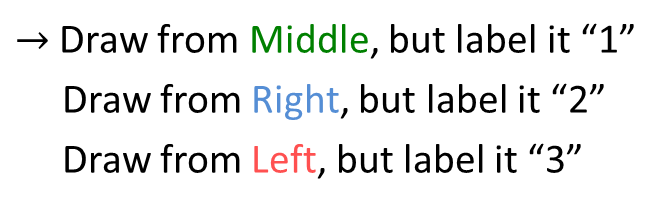 → Draw from Middle, but label it “1”
Draw from Right, but label it “2”
Draw from Left, but label it “3”